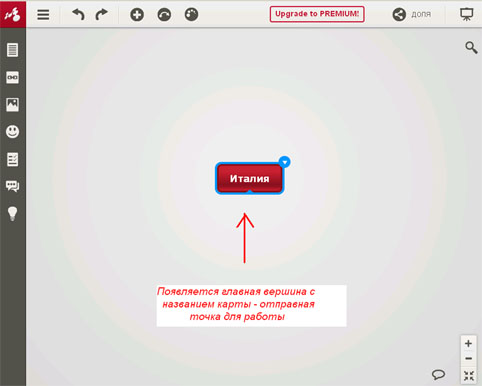 Upgrade to PREMIUM!
доля
Италия
Появляется главная вершина с
названием карты - отправная
точка для работы